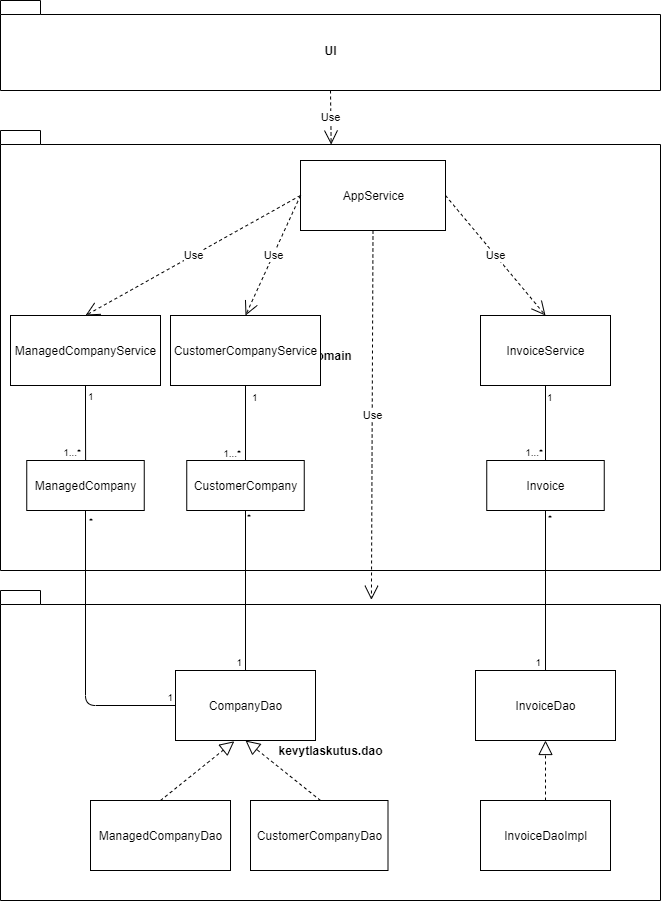 UI
Use
AppService
Use
Use
Use
ManagedCompanyService
CustomerCompanyService
omain
InvoiceService
1
1
1
Use
1...*
1...*
1...*
ManagedCompany
CustomerCompany
Invoice
*
*
*
1
1
1
CompanyDao
InvoiceDao
kevytlaskutus.dao
ManagedCompanyDao
CustomerCompanyDao
InvoiceDaoImpl